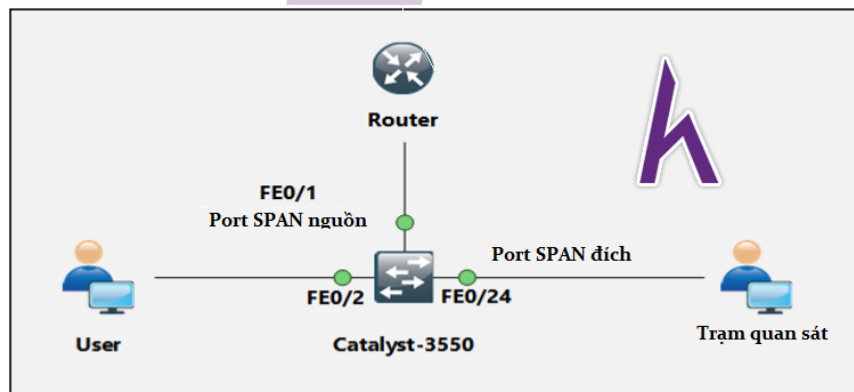 Router
FE0/1
Port SPAN nguồn
Port SPAN đích
FE0/2
FE0/24
User
Catalyst-3550
Trạm quan sát